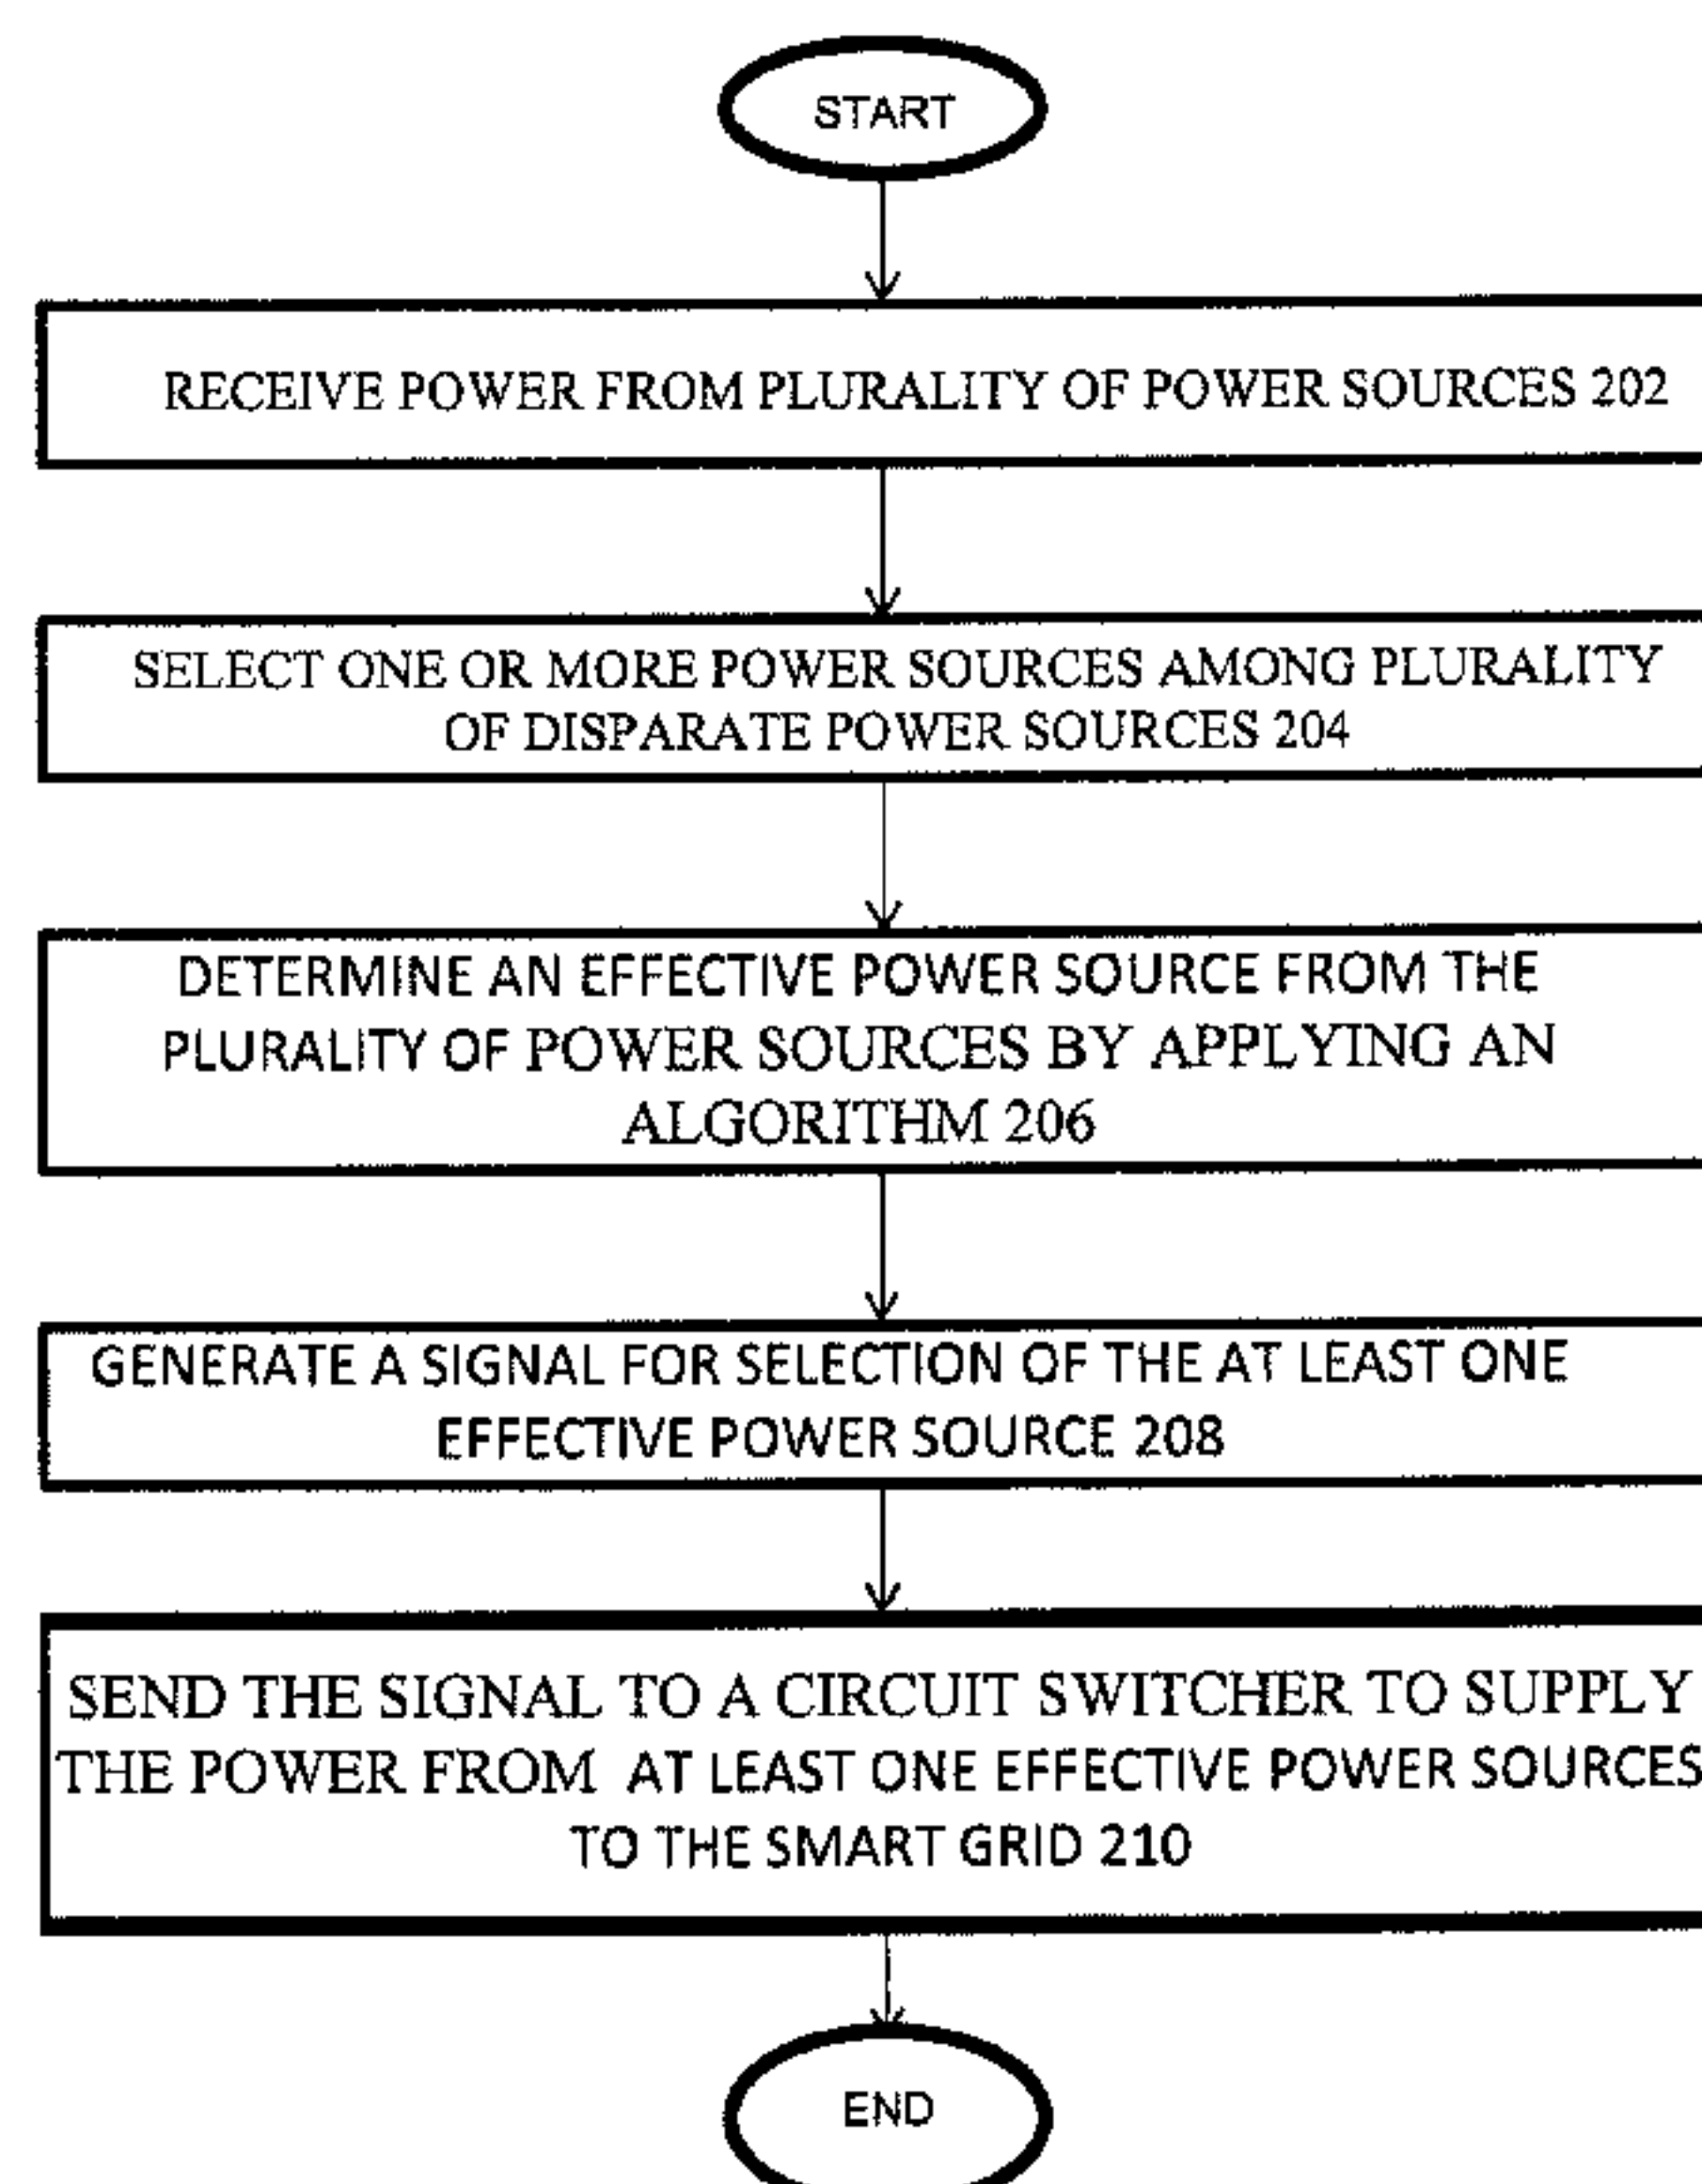 START
RECEIVE POWER FROM PLURALITY OF POWER SOURCES 202
SELECT ONE OR MORE POWER SOURCES AMONG PLURALITY
OF DISPARATE POWER SOURCES 204
DETERMINE AN EFFECTIVE POWER SOURCE FROM THE
PLURALITY OF POWER SOURCES BY APPLYING AN
ALGORITHM 206
GENERATE A SIGNAL FOR SELECTION OF THE AT LEAST ONE
EFFECTIVE POWER SOURCE 208
SEND THE SIGNAL TO A CIRCUIT SWITCHER TO SUPPLY
THE POWER FROM AT LEAST ONE EFFECTIVE POWER SOURCES
TO THE SMART GRID 210
END